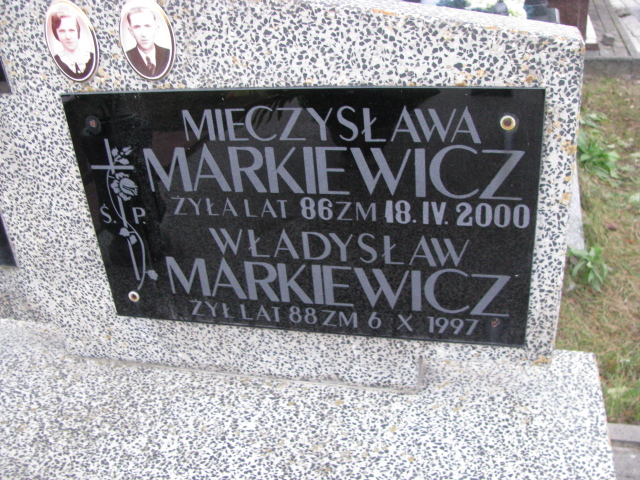 MIECZYSŁAWA
MARKIEWICZ
Ś.P.
ŻYŁA LAT 86 ZM 18. IV. 2000
WŁADYSŁAW
MARKIEWICZ
ŻYŁ LAT 88 ZM 6 X 1997